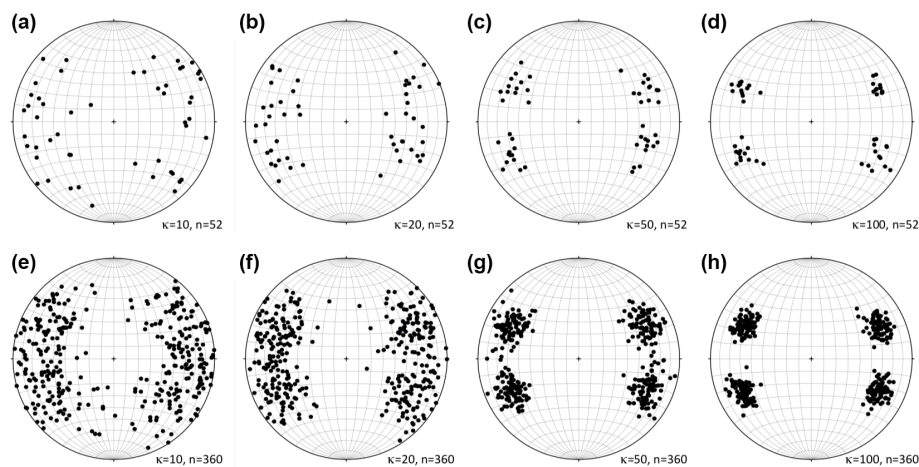 (a) (b) (c) (d)
κ=10, n=52 κ=20, n=52 κ=50, n=52 κ=100, n=52
(e) (f) (g) (h)
κ=10, n=360 κ=20, n=360 κ=50, n=360 κ=100, n=360